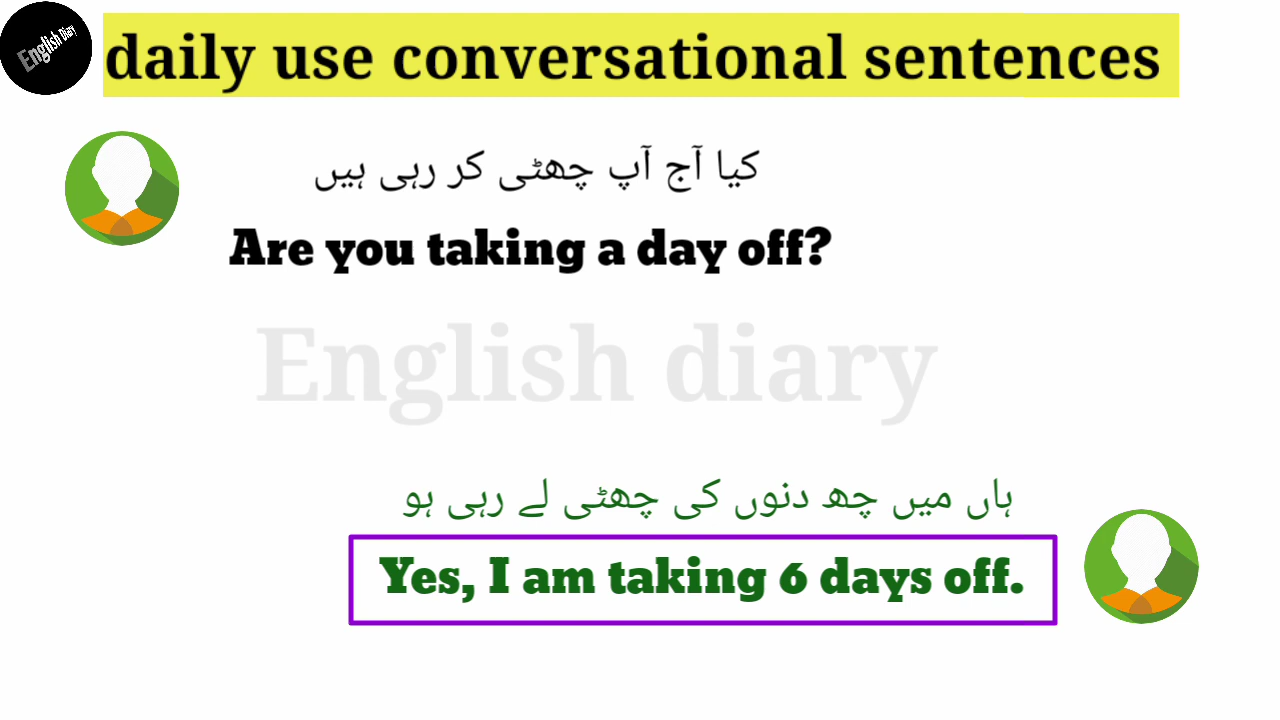 English Diary
daily use conversational sentences
کیا آج آپ چھٹی کر رہی ہیں
Are you taking a day off?
English diary
ہاں میں چھ دنوں کی چھٹی لے رہی ہو
Yes, I am taking 6 days off.